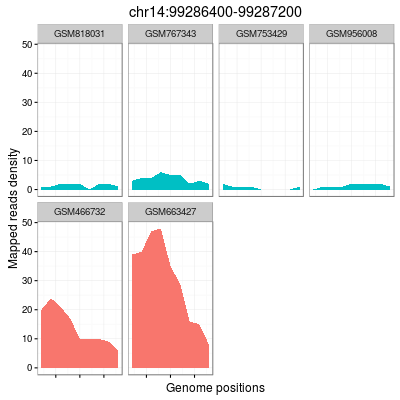 chr14:99286400-99287200
GSM818031 GSM767343 GSM753429 GSM956008
50
40
30
20
10
0
GSM466732 GSM663427
50
40
30
20
10
0
Mapped reads density
Genome positions